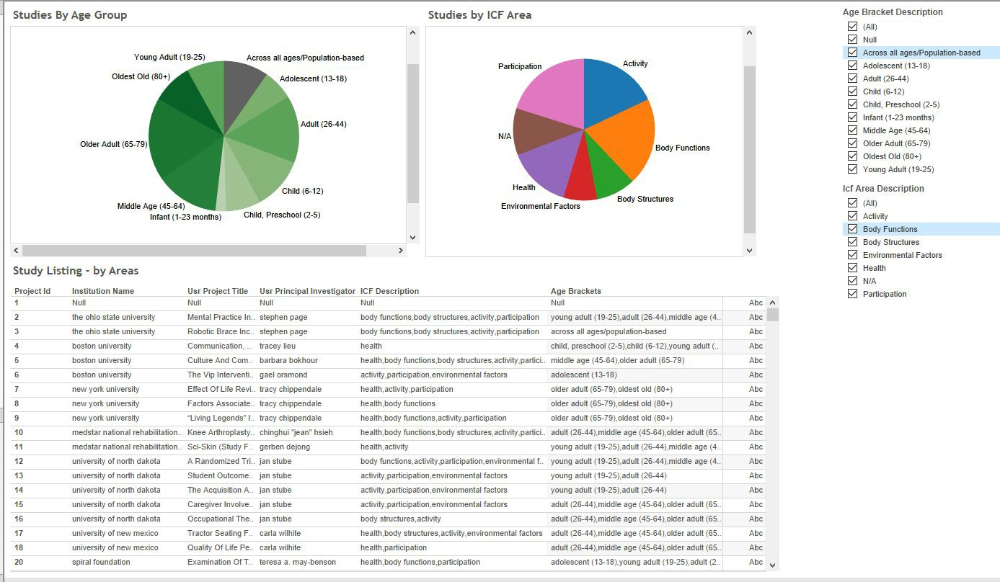 Studies By Age Group
Young Adult (19-25)
Across all ages/Population-based
Oldest Old (80+)
Adolescent (13-18)
Adult (26-44)
Older Adult (65-79)
Child (6-12)
Middle Age (45-64)
Infant (1-23 months)
Child, Preschool (2-5)
Studies by ICF Area
Participation
Activity
N/A
Body Functions
Health
Body Structures
Environmental Factors
Age Bracket Description
(All)
Null
Across all ages/Population-based
Adolescent (13-18)
Adult (26-44)
Child (6-12)
Child, Preschool (2-5)
Infant (1-23 months)
Middle Age (45-64)
Older Adult (65-79)
Oldest Old (80+)
Young Adult (19-25)
Icf Area Description
(All)
Activity
Body Functions
Body Structures
Environmental Factors
Health
N/A
Participation
Study Listing - by Areas
Project Id Institution Name Usr Project Title Usr Principal Investigator ICF Description Age Brackets
1 Null Null Null Null Null Abc
2 the ohio state university Mental Practice In.. stephen page body functions,body structures,activity,participation young adult (19-25),adult (26-44),middle age (4.. Abc
3 the ohio state university Robotic Brace Inc.. stephen page body functions,body structures,activity,participation across all ages/population-based Abc
4 boston university Communication, .. tracey lieu health child, preschool (2-5),child (6-12),young adult (.. Abc
5 boston university Culture And Com.. barbara bokhour health,body functions,body structures,activity,partici.. middle age (45-64),older adult (65-79) Abc
6 boston university The Vip Interventi.. gael orsmond activity,participation,environmental factors adolescent (13-18) Abc
7 new york university Effect Of Life Revi.. tracy chippendale health,activity,participation older adult (65-79),oldest old (80+) Abc
8 new york university Factors Associate.. tracy chippendale health,body functions older adult (65-79),oldest old (80+) Abc
9 new york university “Living Legends” I.. tracy chippendale health,body functions,activity,participation older adult (65-79),oldest old (80+) Abc
10 medstar national rehabilitation.. Knee Arthroplasty.. chinghui "jean" hsieh health,body functions,body structures,activity,partici.. adult (26-44),middle age (45-64),older adult (65.. Abc
11 medstar national rehabilitation.. Sci-Skin (Study F.. gerben dejong health,activity young adult (19-25),adult (26-44),middle age (4.. Abc
12 university of north dakota A Randomized Tri.. jan stube body functions,activity,participation,environmental f.. young adult (19-25),adult (26-44),middle age (4.. Abc
13 university of north dakota Student Outcome.. jan stube activity,participation,environmental factors young adult (19-25),adult (26-44) Abc
14 university of north dakota The Acquisition A.. jan stube activity,participation,environmental factors young adult (19-25),adult (26-44) Abc
15 university of north dakota Caregiver Involve.. jan stube activity,participation,environmental factors adult (26-44),middle age (45-64),older adult (65.. Abc
16 university of north dakota Occupational The.. jan stube body structures,activity adult (26-44),middle age (45-64),older adult (65.. Abc
17 university of new mexico Tractor Seating F.. carla wilhite health,body structures,activity,environmental factors adult (26-44),middle age (45-64),older adult (65.. Abc
18 university of new mexico Quality Of Life Pe.. carla wilhite health,participation adult (26-44),middle age (45-64),older adult (65.. Abc
20 spiral foundation Examination Of T.. teresa a. may-benson health,body functions,participation adolescent (13-18),young adult (19-25),adult (2.. Abc